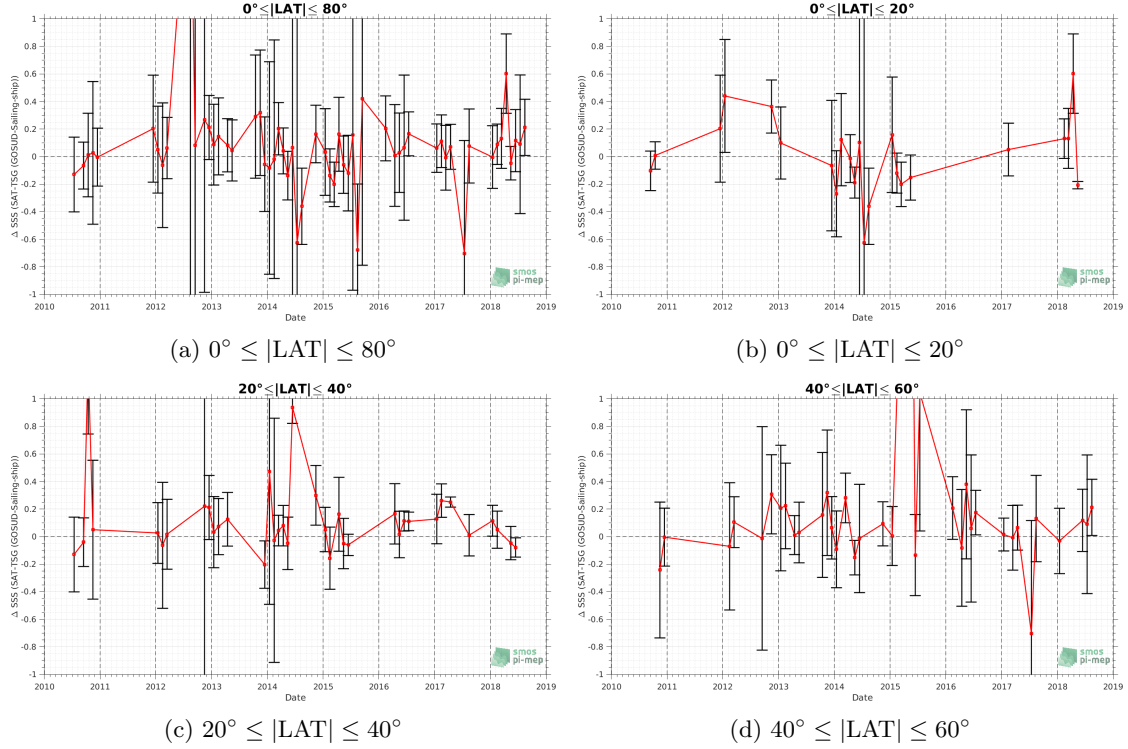 0°≤|LAT|≤ 80°
Δ SSS (SAT-TSG (GOSUD-Sailing-ship))
1
0.8
0.6
0.4
0.2
0
-0.2
-0.4
-0.6
-0.8
-1
2010 2011 2012 2013 2014 2015 2016 2017 2018 2019
Date
smos
pi-mep
(a) 0° ≤ |LAT| ≤ 80°
0°≤|LAT|≤ 20°
Δ SSS (SAT-TSG (GOSUD-Sailing-ship))
1
0.8
0.6
0.4
0.2
0
-0.2
-0.4
-0.6
-0.8
-1
2010 2011 2012 2013 2014 2015 2016 2017 2018 2019
Date
smos
pi-mep
(b) 0° ≤ |LAT| ≤ 20°
20°≤|LAT|≤ 40°
Δ SSS (SAT-TSG (GOSUD-Sailing-ship))
1
0.8
0.6
0.4
0.2
0
-0.2
-0.4
-0.6
-0.8
-1
2010 2011 2012 2013 2014 2015 2016 2017 2018 2019
Date
smos
pi-mep
(c) 20° ≤ |LAT| ≤ 40°
40°≤|LAT|≤ 60°
Δ SSS (SAT-TSG (GOSUD-Sailing-ship))
1
0.8
0.6
0.4
0.2
0
-0.2
-0.4
-0.6
-0.8
-1
2010 2011 2012 2013 2014 2015 2016 2017 2018 2019
Date
smos
pi-mep
(d) 40° ≤ |LAT| ≤ 60°